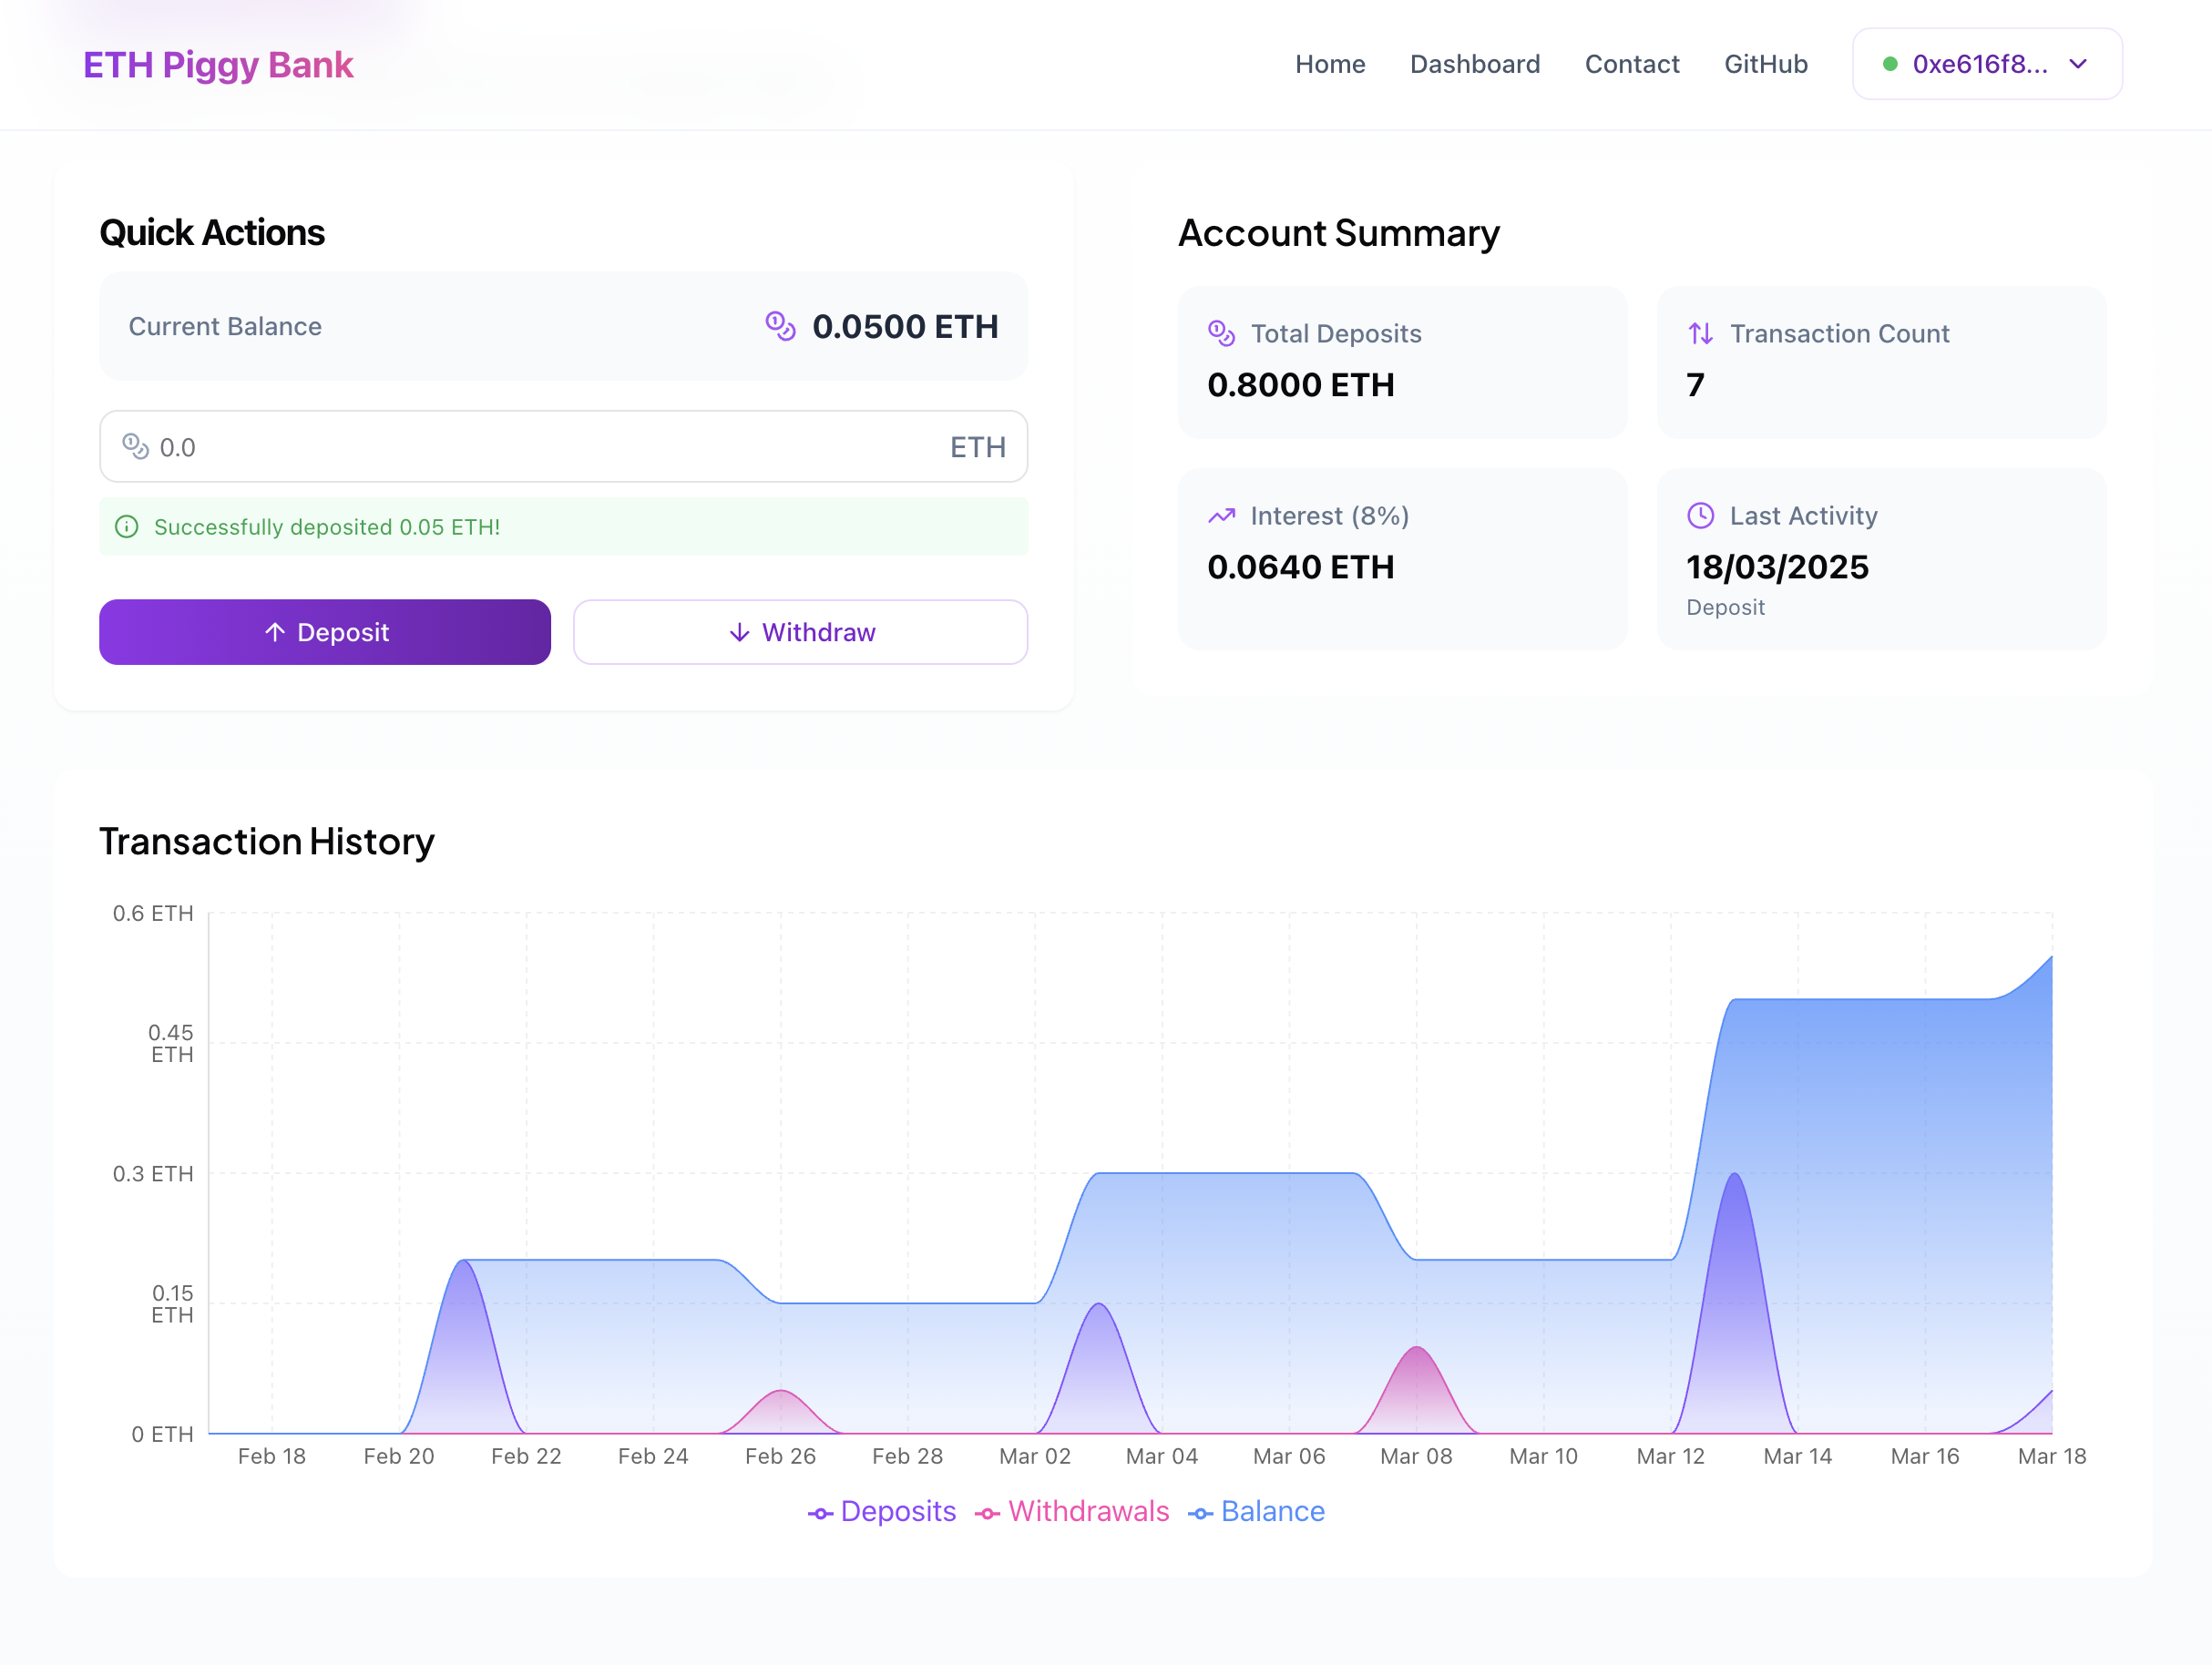 ETH Piggy Bank
Home
Dashboard
Contact
GitHub
0xe616f8...
Quick Actions
Current Balance
0.0500 ETH
0.0
ETH
Successfully deposited 0.05 ETH!
Deposit
Withdraw
Account Summary
Total Deposits
0.8000 ETH
Transaction Count
7
Interest (8%)
0.0640 ETH
Last Activity
18/03/2025
Deposit
Transaction History
0.6 ETH
0.45
ETH
0.3 ETH
0.15
ETH
0 ETH
Feb 18
Feb 20
Feb 22
Feb 24
Feb 26
Feb 28
Mar 02
Mar 04
Mar 06
Mar 08
Mar 10
Mar 12
Mar 14
Mar 16
Mar 18
Deposits
Withdrawals
Balance